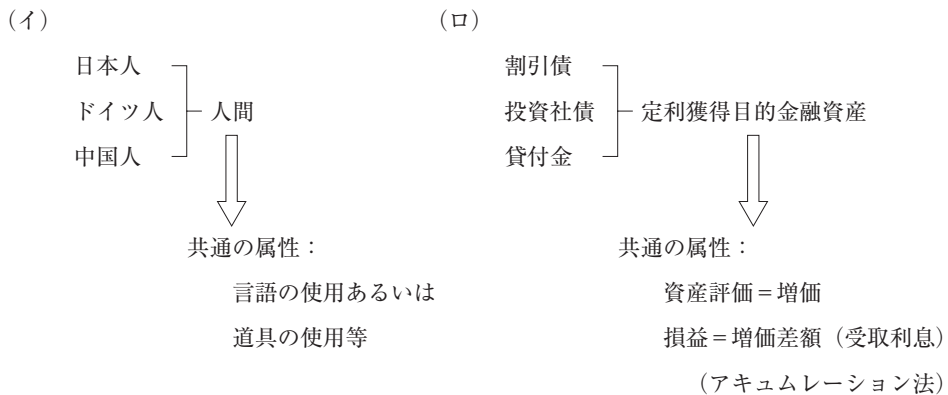 （イ）
日本人
ドイツ人
人間
中国人
共通の属性：
言語の使用あるいは
道具の使用等
（ロ）
割引債
投資社債
定利獲得目的金融資産
貸付金
共通の属性：
資産評価＝増価
損益＝増価差額（受取利息）
（アキュムレーション法）